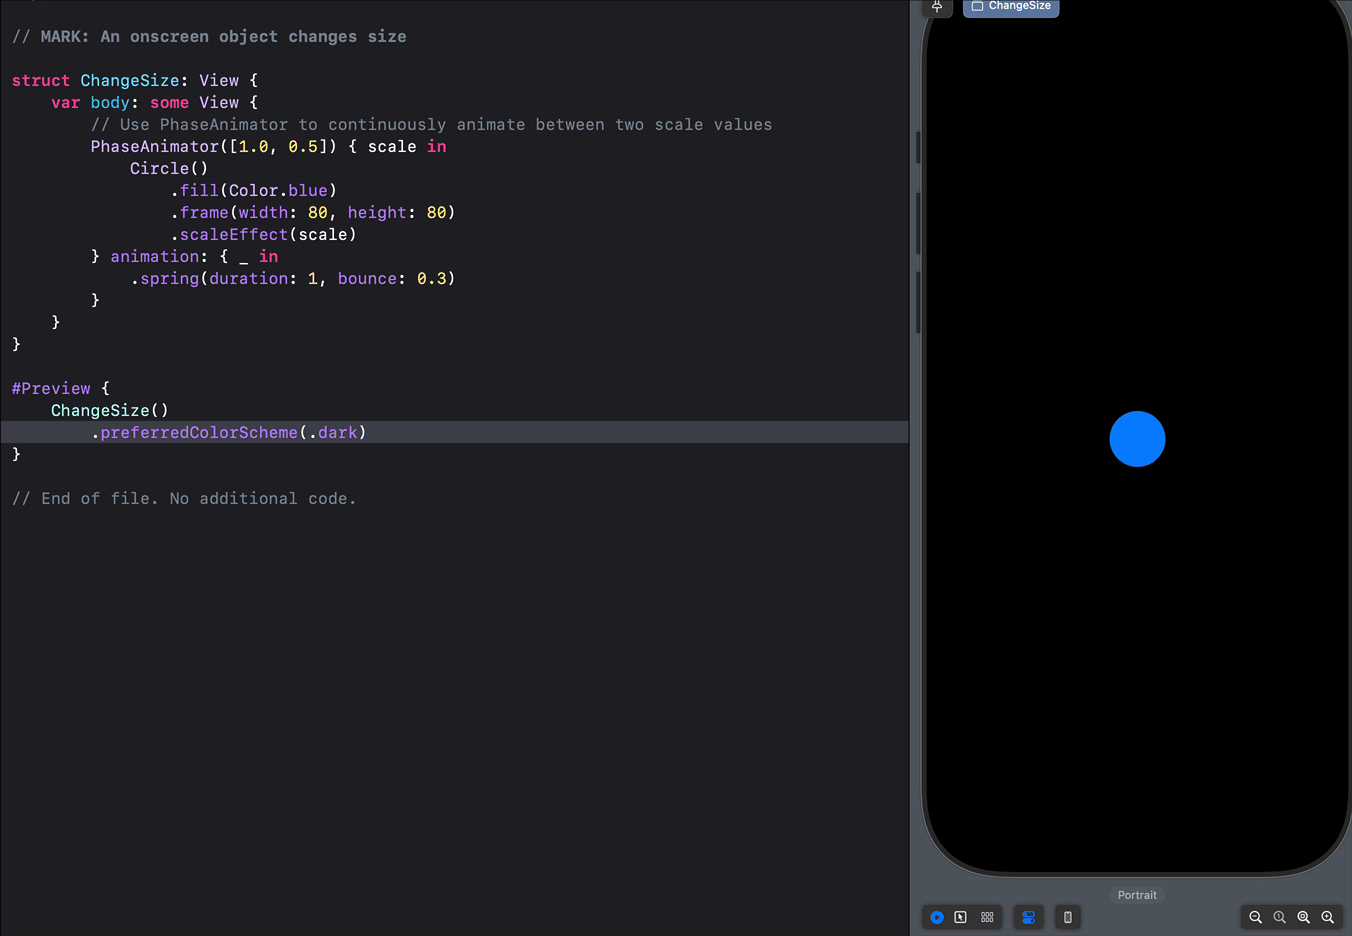 // MARK: An onscreen object changes size
struct ChangeSize: View {
    var body: some View {
        // Use PhaseAnimator to continuously animate between two scale values
        PhaseAnimator([1.0, 0.5]) { scale in
            Circle()
                .fill(Color.blue)
                .frame(width: 80, height: 80)
                .scaleEffect(scale)
        } animation: { _ in
            .spring(duration: 1, bounce: 0.3)
        }
    }
}
#Preview {
    ChangeSize()
        .preferredColorScheme(.dark)
}
// End of file. No additional code.
ChangeSize
Portrait